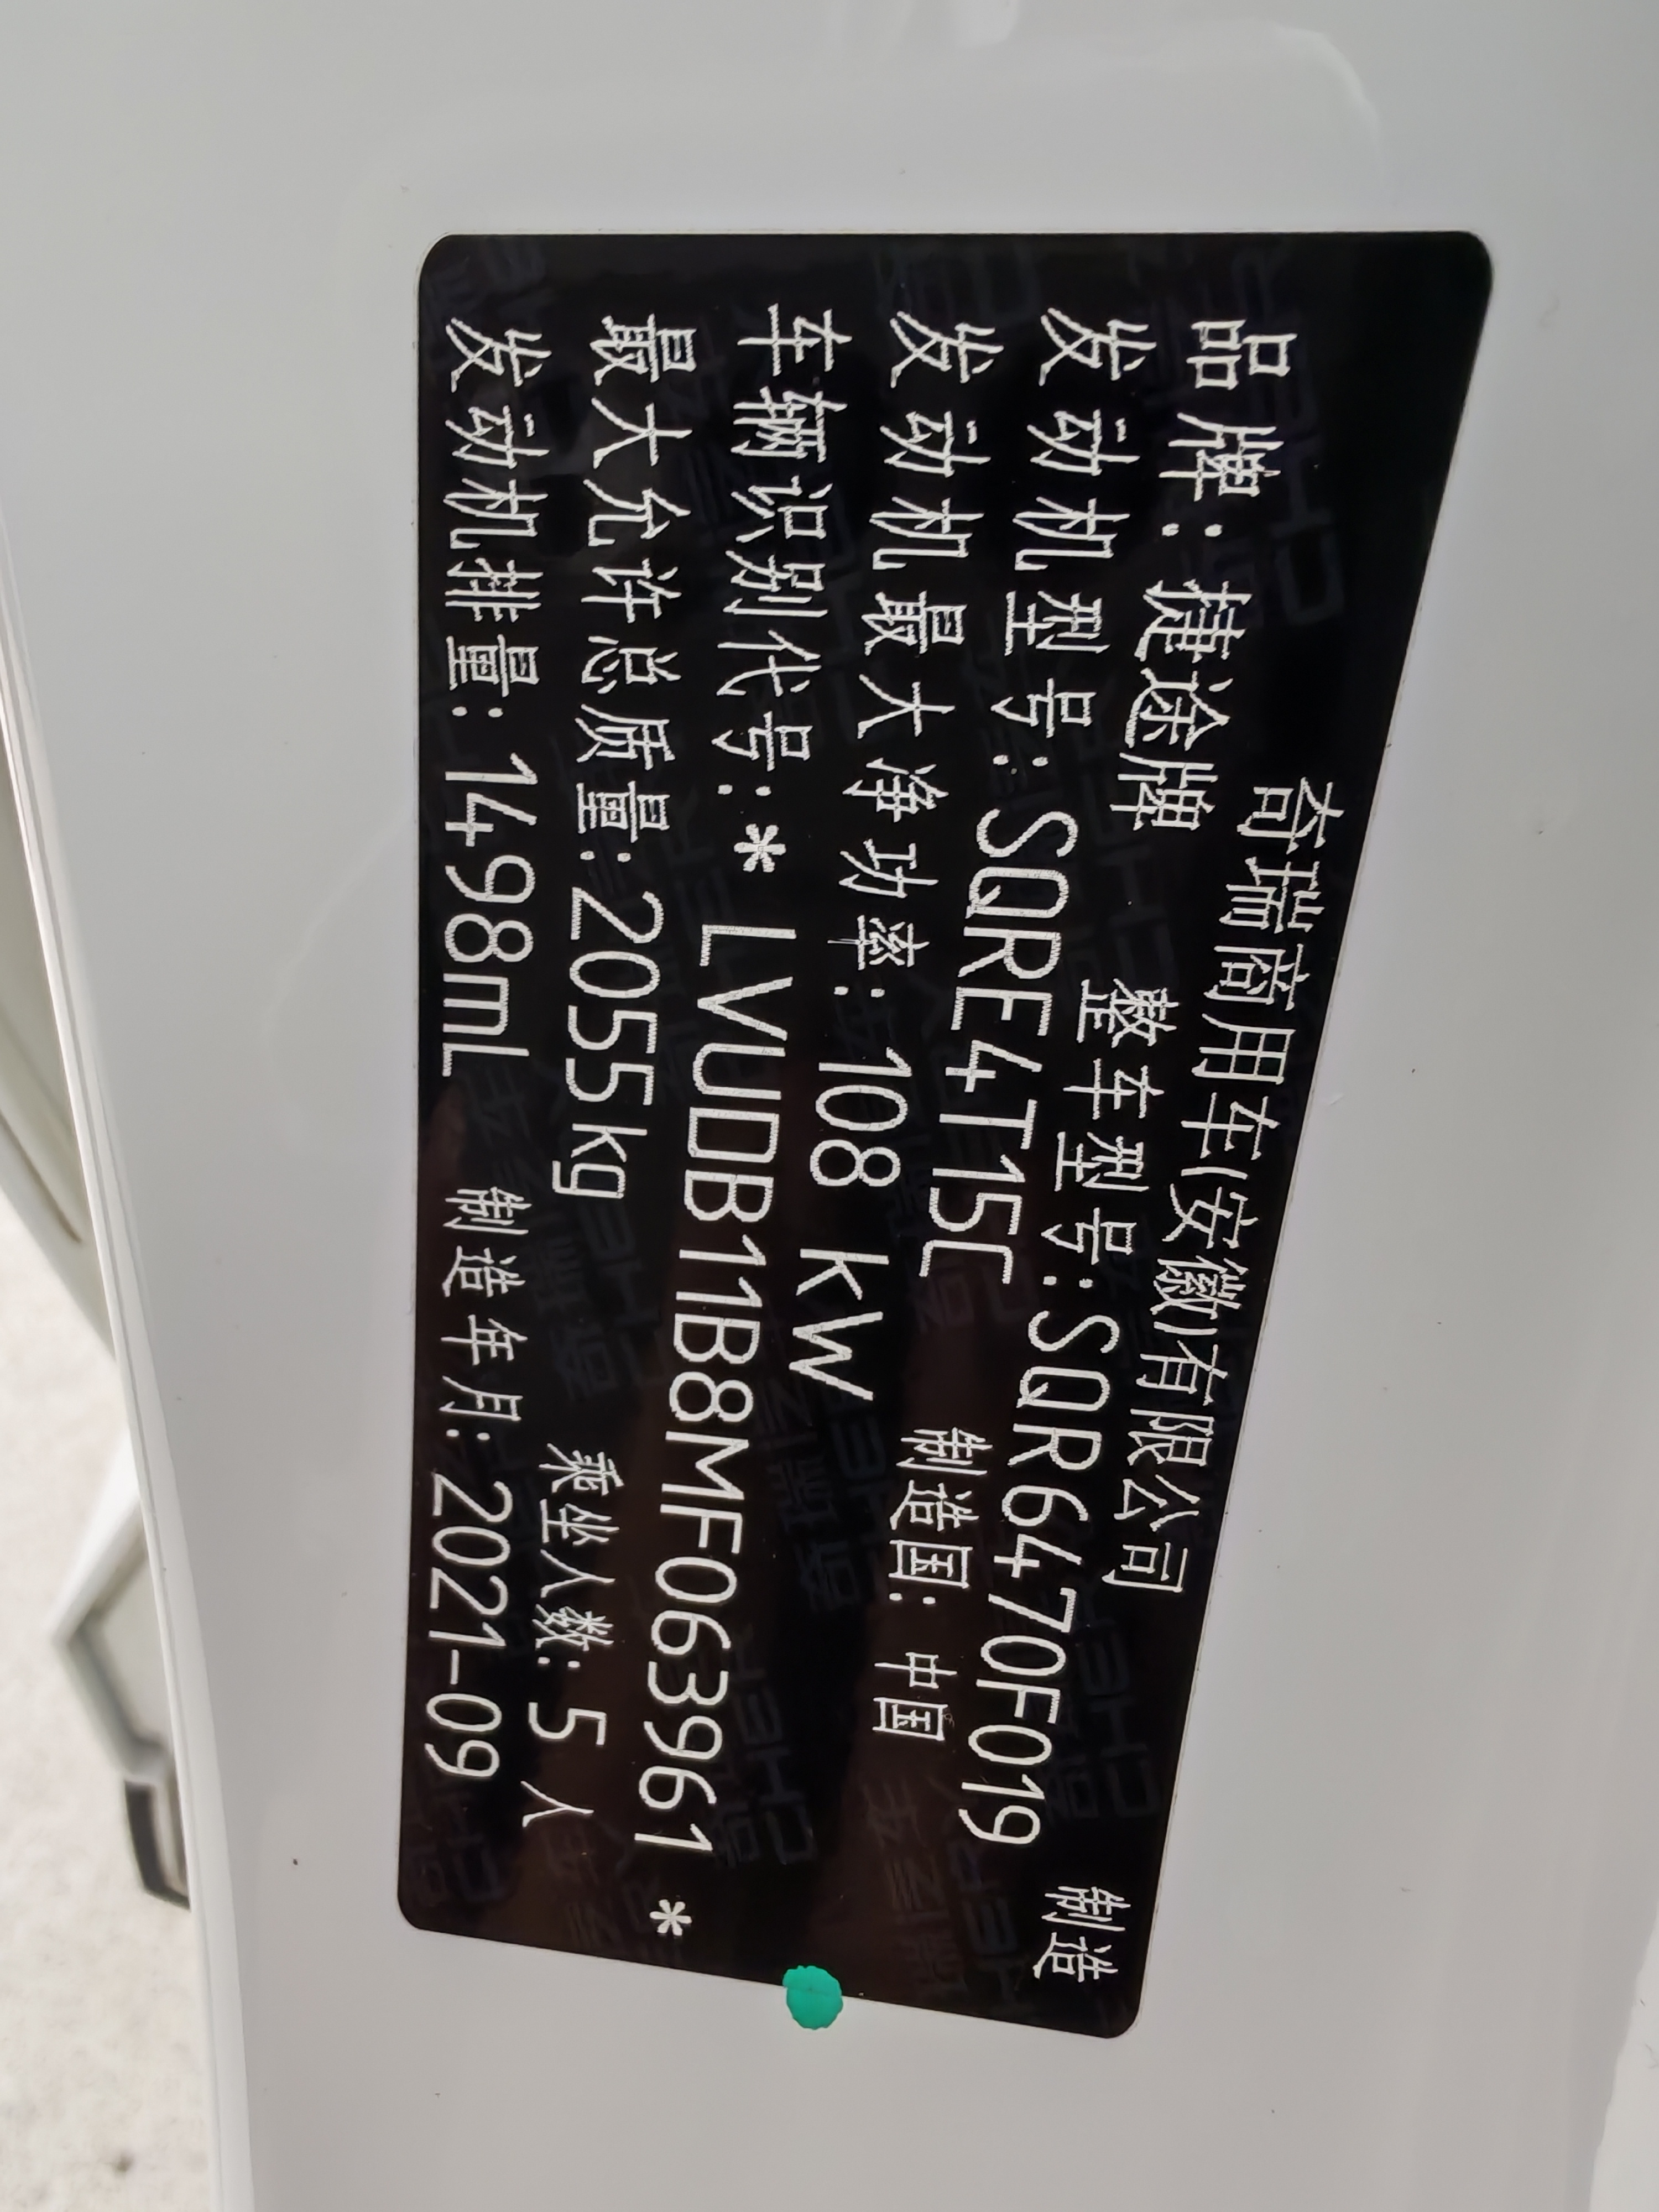 奇瑞商用车(安徽)有限公司 制造
品牌:捷途牌 整车型号:SQR6470F019
发动机型号:SQRE4T15C 制造国:中国
发动机最大净功率:108 kW
车辆识别代号:* LVUDB11B8MF063961 *
最大允许总质量:2055kg 乘坐人数:5 人
发动机排量:1498mL 制造年月:2021-09